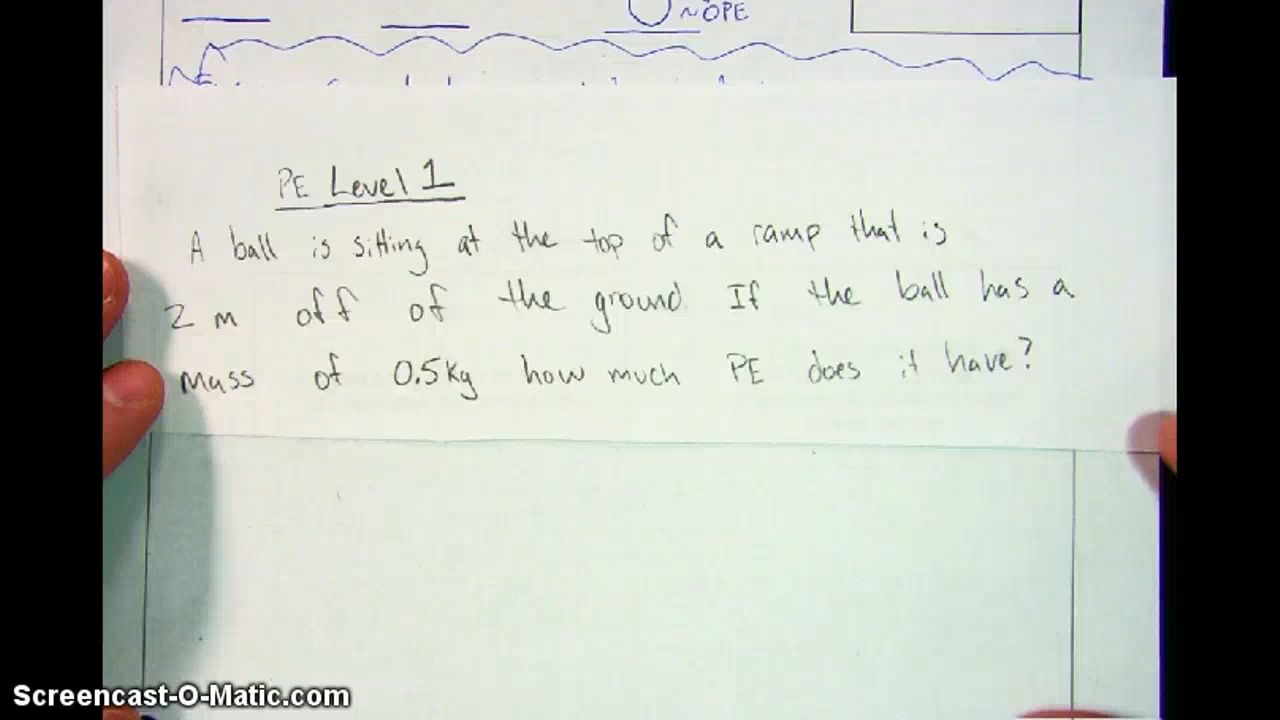 ~OPE
PE Level 1
A ball is sitting at the top of a ramp that is
2 m off of the ground If the ball has a
mass of 0.5kg how much PE does it have?
Screencast-O-Matic.com